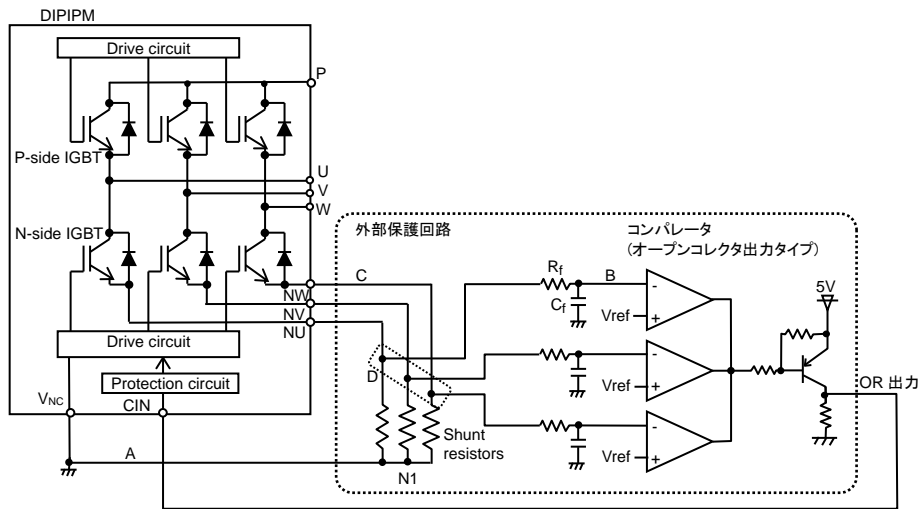 DIPIPM
Drive circuit
P
P-side IGBT
U
V
W
N-side IGBT
NW
NV
NU
Drive circuit
Protection circuit
VNC
CIN
A
外部保護回路
コンパレータ
(オープンコレクタ出力タイプ)
C
Rf
B
Cf
-
Vref
+
5V
-
Vref
+
D
OR 出力
-
Vref
+
Shunt
resistors
N1